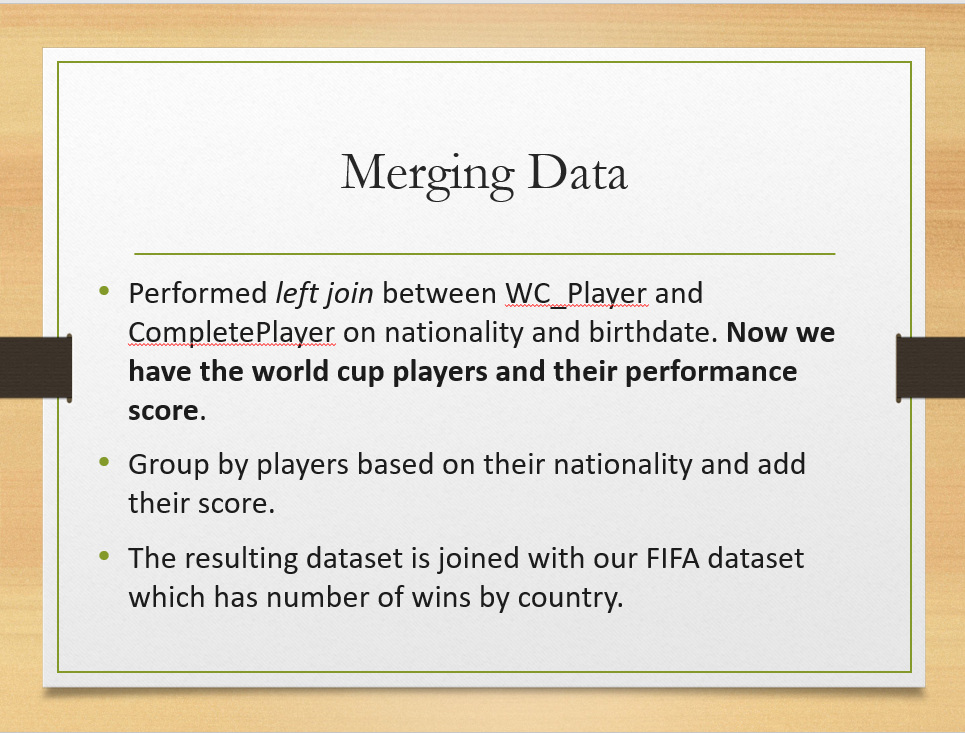 Merging Data
• Performed left join between WC_Player and
CompletePlayer on nationality and birthdate. Now we
have the world cup players and their performance
score.
• Group by players based on their nationality and add
their score.
• The resulting dataset is joined with our FIFA dataset
which has number of wins by country.